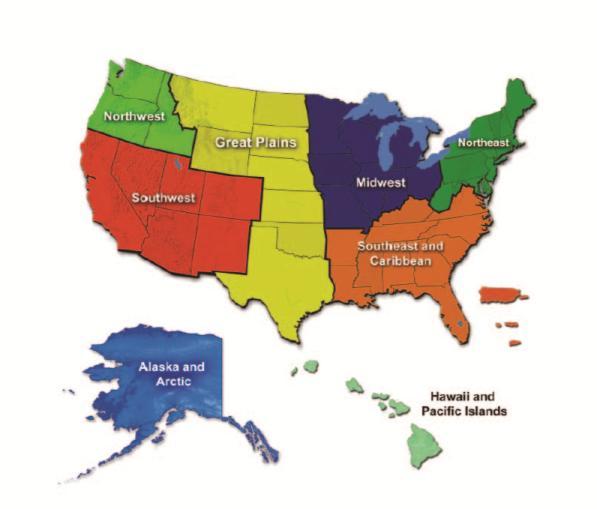 Northwest
Great Plains
Northeast
Midwest
Southwest
Southeast and
Caribbean
Alaska and
Arctic
Hawaii and
Pacific Islands